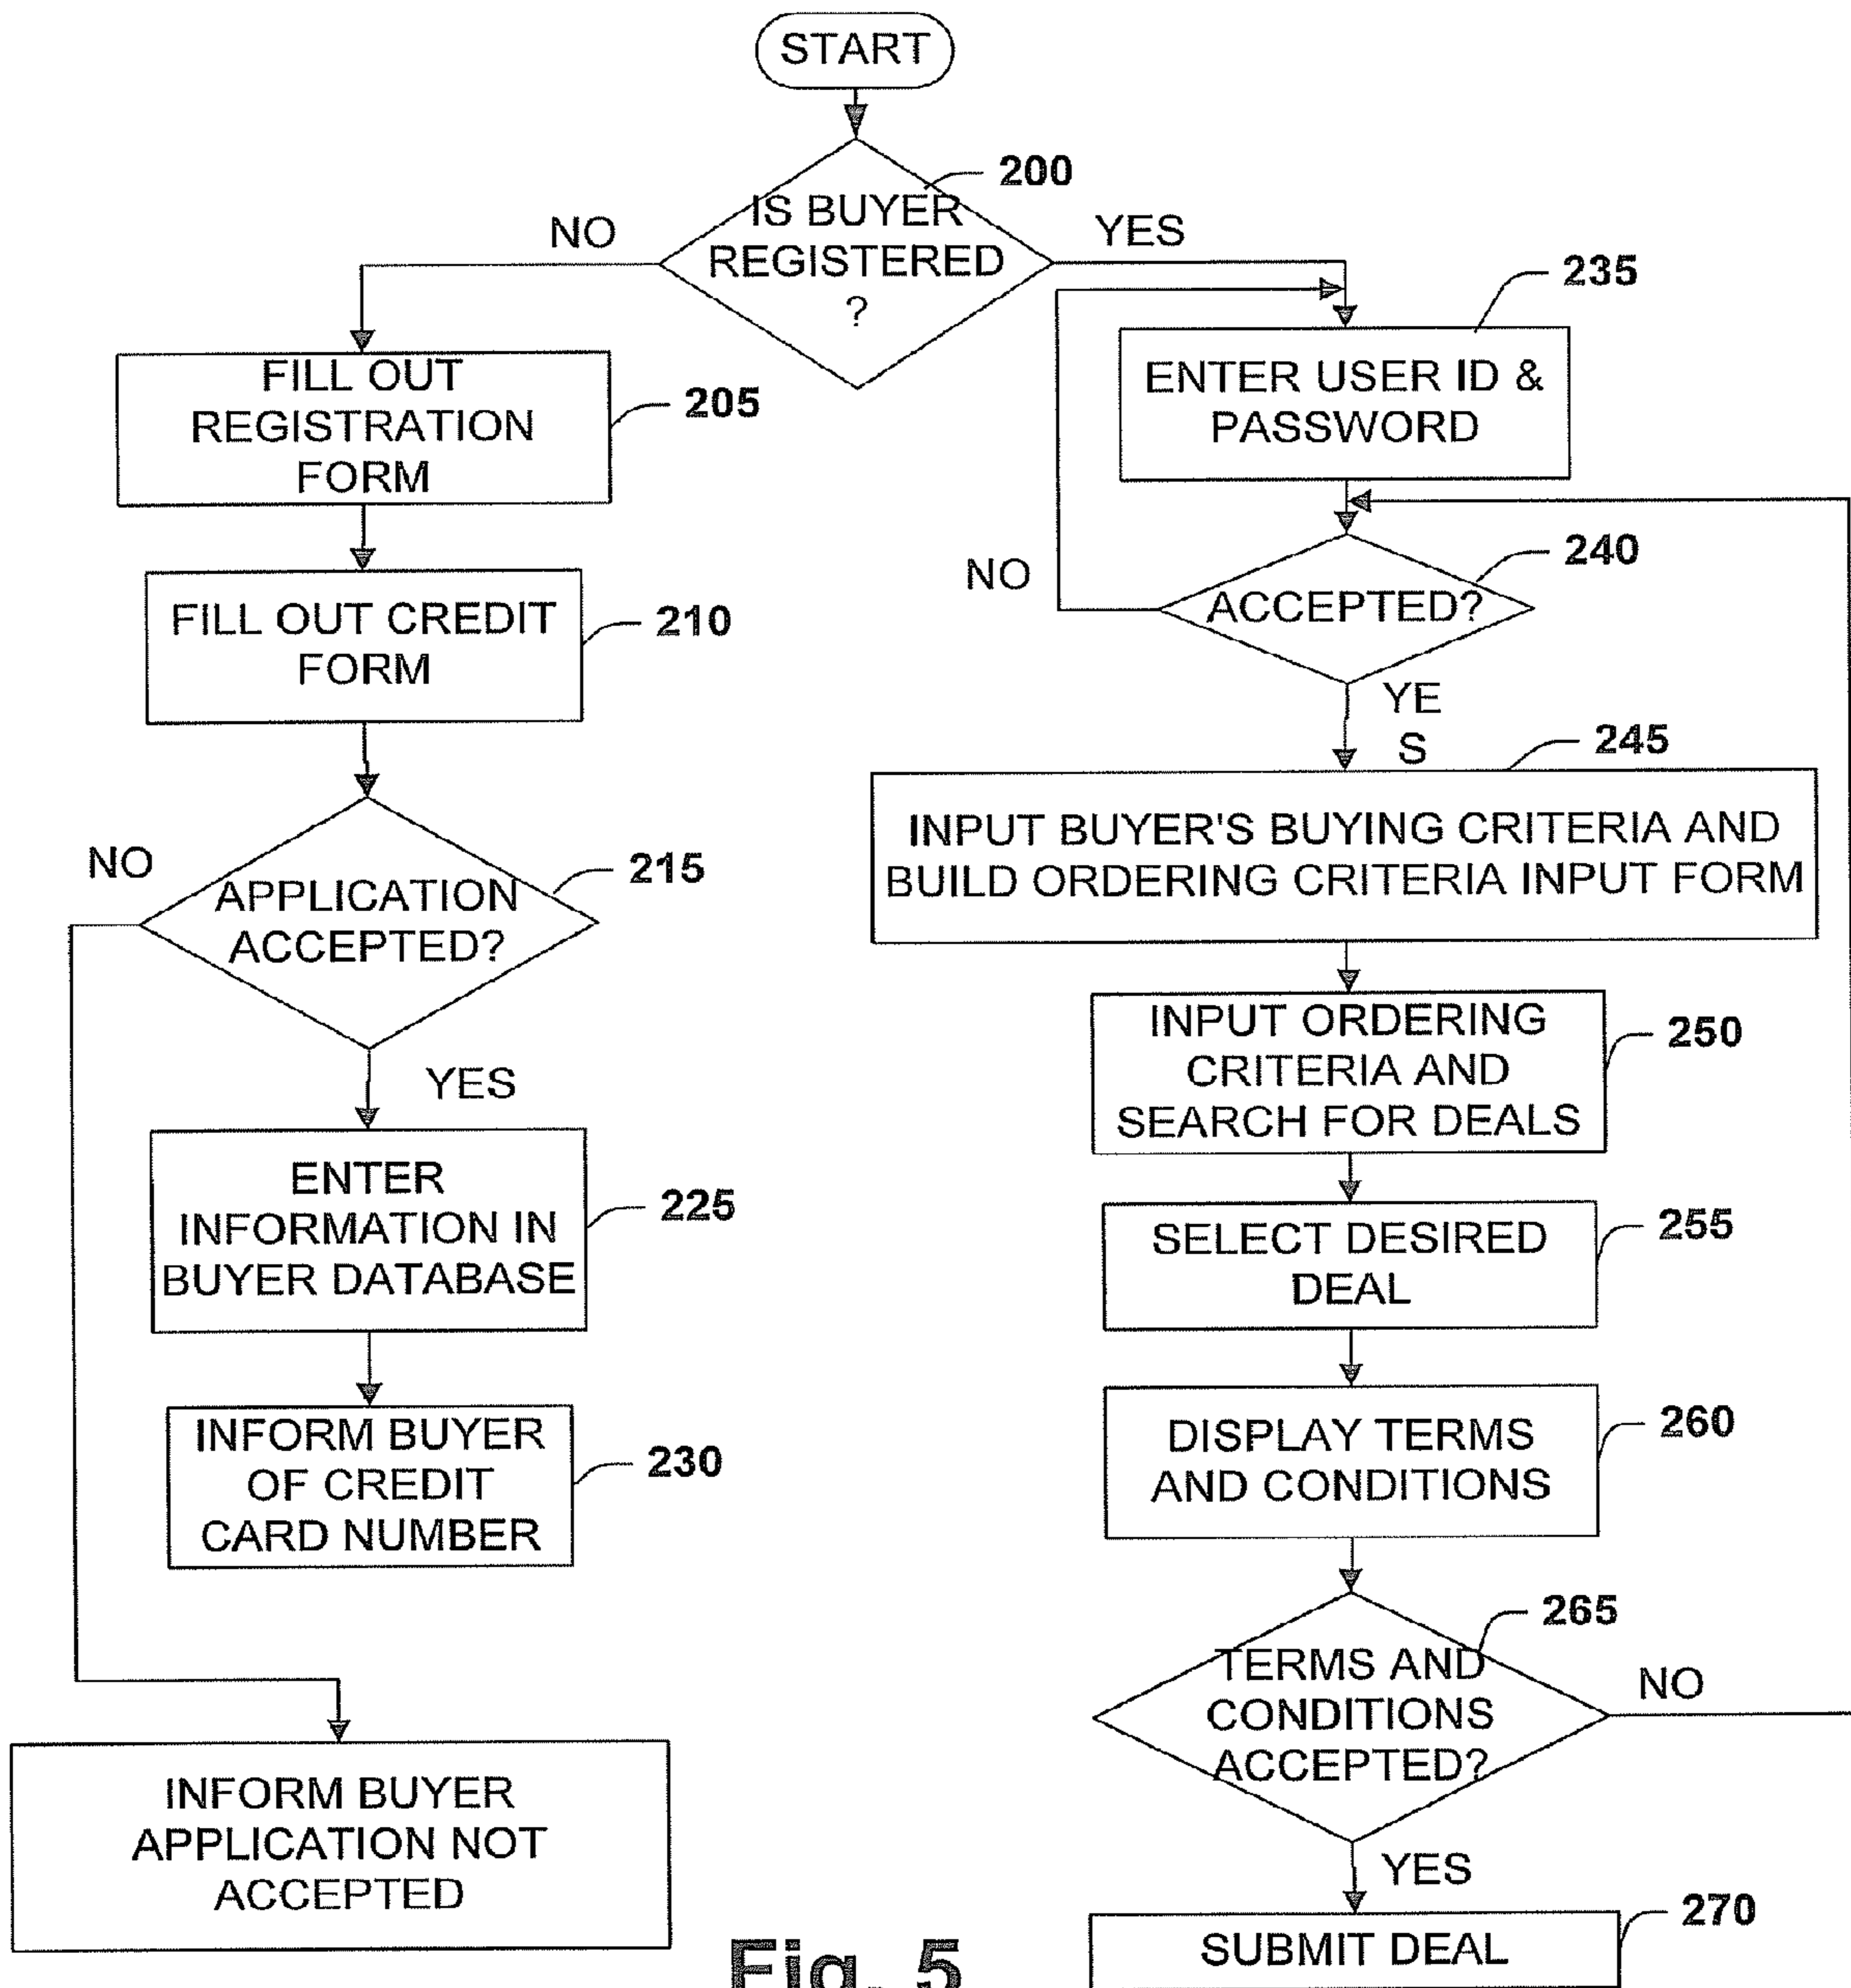 START
200
IS BUYER
REGISTERED
?
NO
YES
FILL OUT
REGISTRATION
FORM
205
FILL OUT CREDIT
FORM
210
APPLICATION
ACCEPTED?
215
NO
YES
ENTER
INFORMATION IN
BUYER DATABASE
225
INFORM BUYER
OF CREDIT
CARD NUMBER
230
INFORM BUYER
APPLICATION NOT
ACCEPTED
235
ENTER USER ID &
PASSWORD
240
ACCEPTED?
NO
YE
S
245
INPUT BUYER'S BUYING CRITERIA AND
BUILD ORDERING CRITERIA INPUT FORM
INPUT ORDERING
CRITERIA AND
SEARCH FOR DEALS
250
SELECT DESIRED
DEAL
255
DISPLAY TERMS
AND CONDITIONS
260
265
TERMS AND
CONDITIONS
ACCEPTED?
NO
YES
SUBMIT DEAL
270
Fig. 5